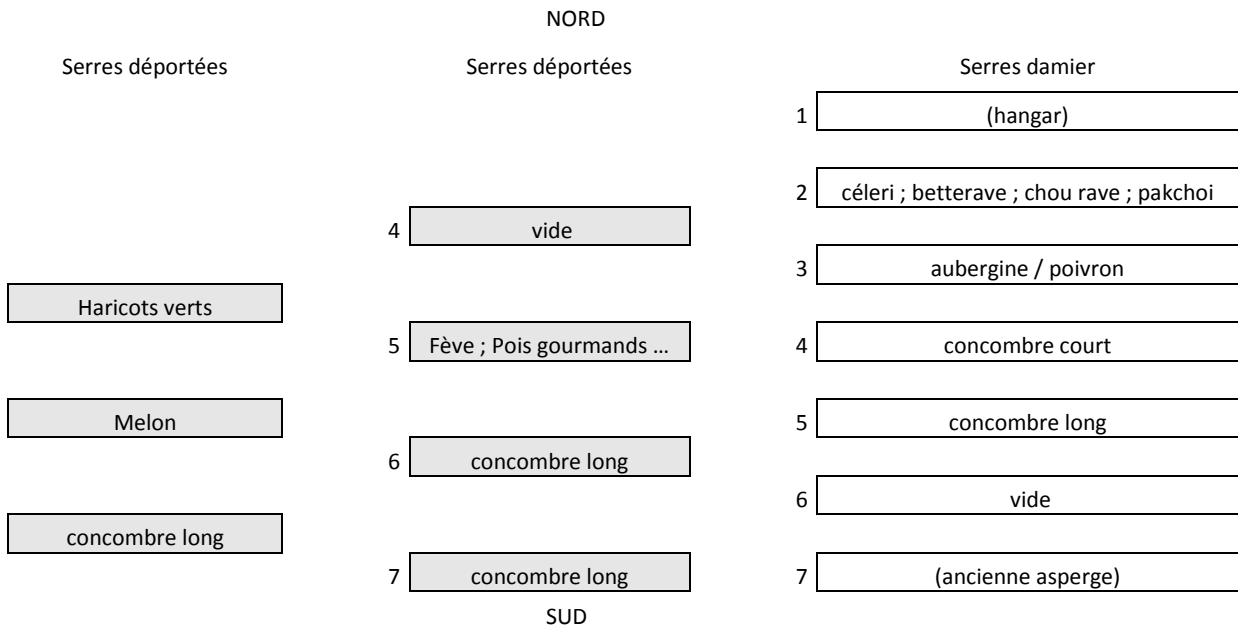 NORD
Serres déportées
Serres déportées
Serres damier
1 (hangar)
2 céleri ; betterave ; chou rave ; pakchoi
4 vide
3 aubergine / poivron
Haricots verts
5 Fève ; Pois gourmands ...
4 concombre court
Melon
5 concombre long
6 concombre long
6 vide
concombre long
7 concombre long
7 (ancienne asperge)
SUD